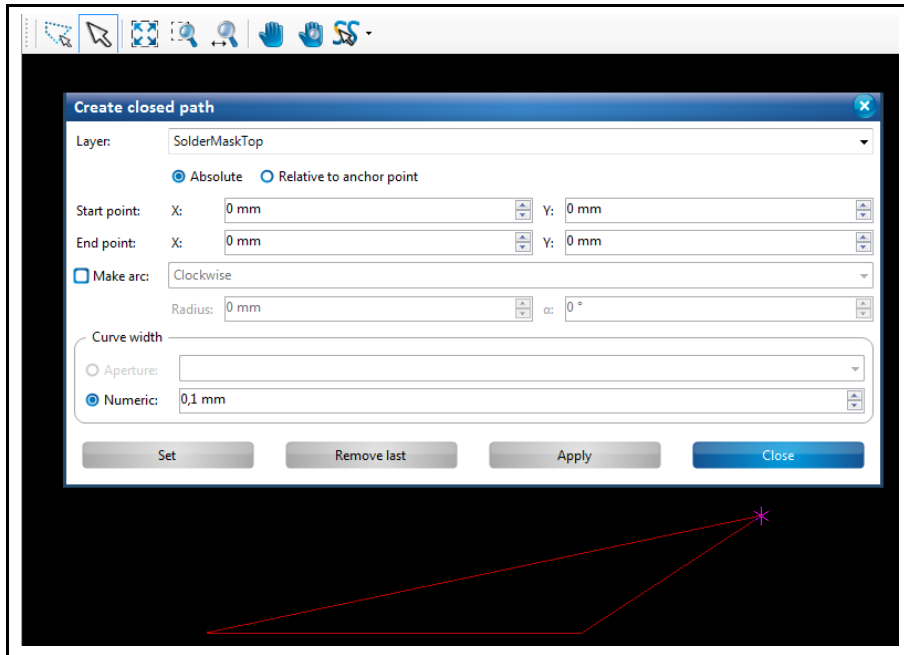 Create closed path
Layer: SolderMaskTop
Absolute Relative to anchor point
Start point: X: 0 mm Y: 0 mm
End point: X: 0 mm Y: 0 mm
Make arc: Clockwise
Radius: 0 mm α: 0 °
Curve width
Aperture:
Numeric: 0,1 mm
Set Remove last Apply Close